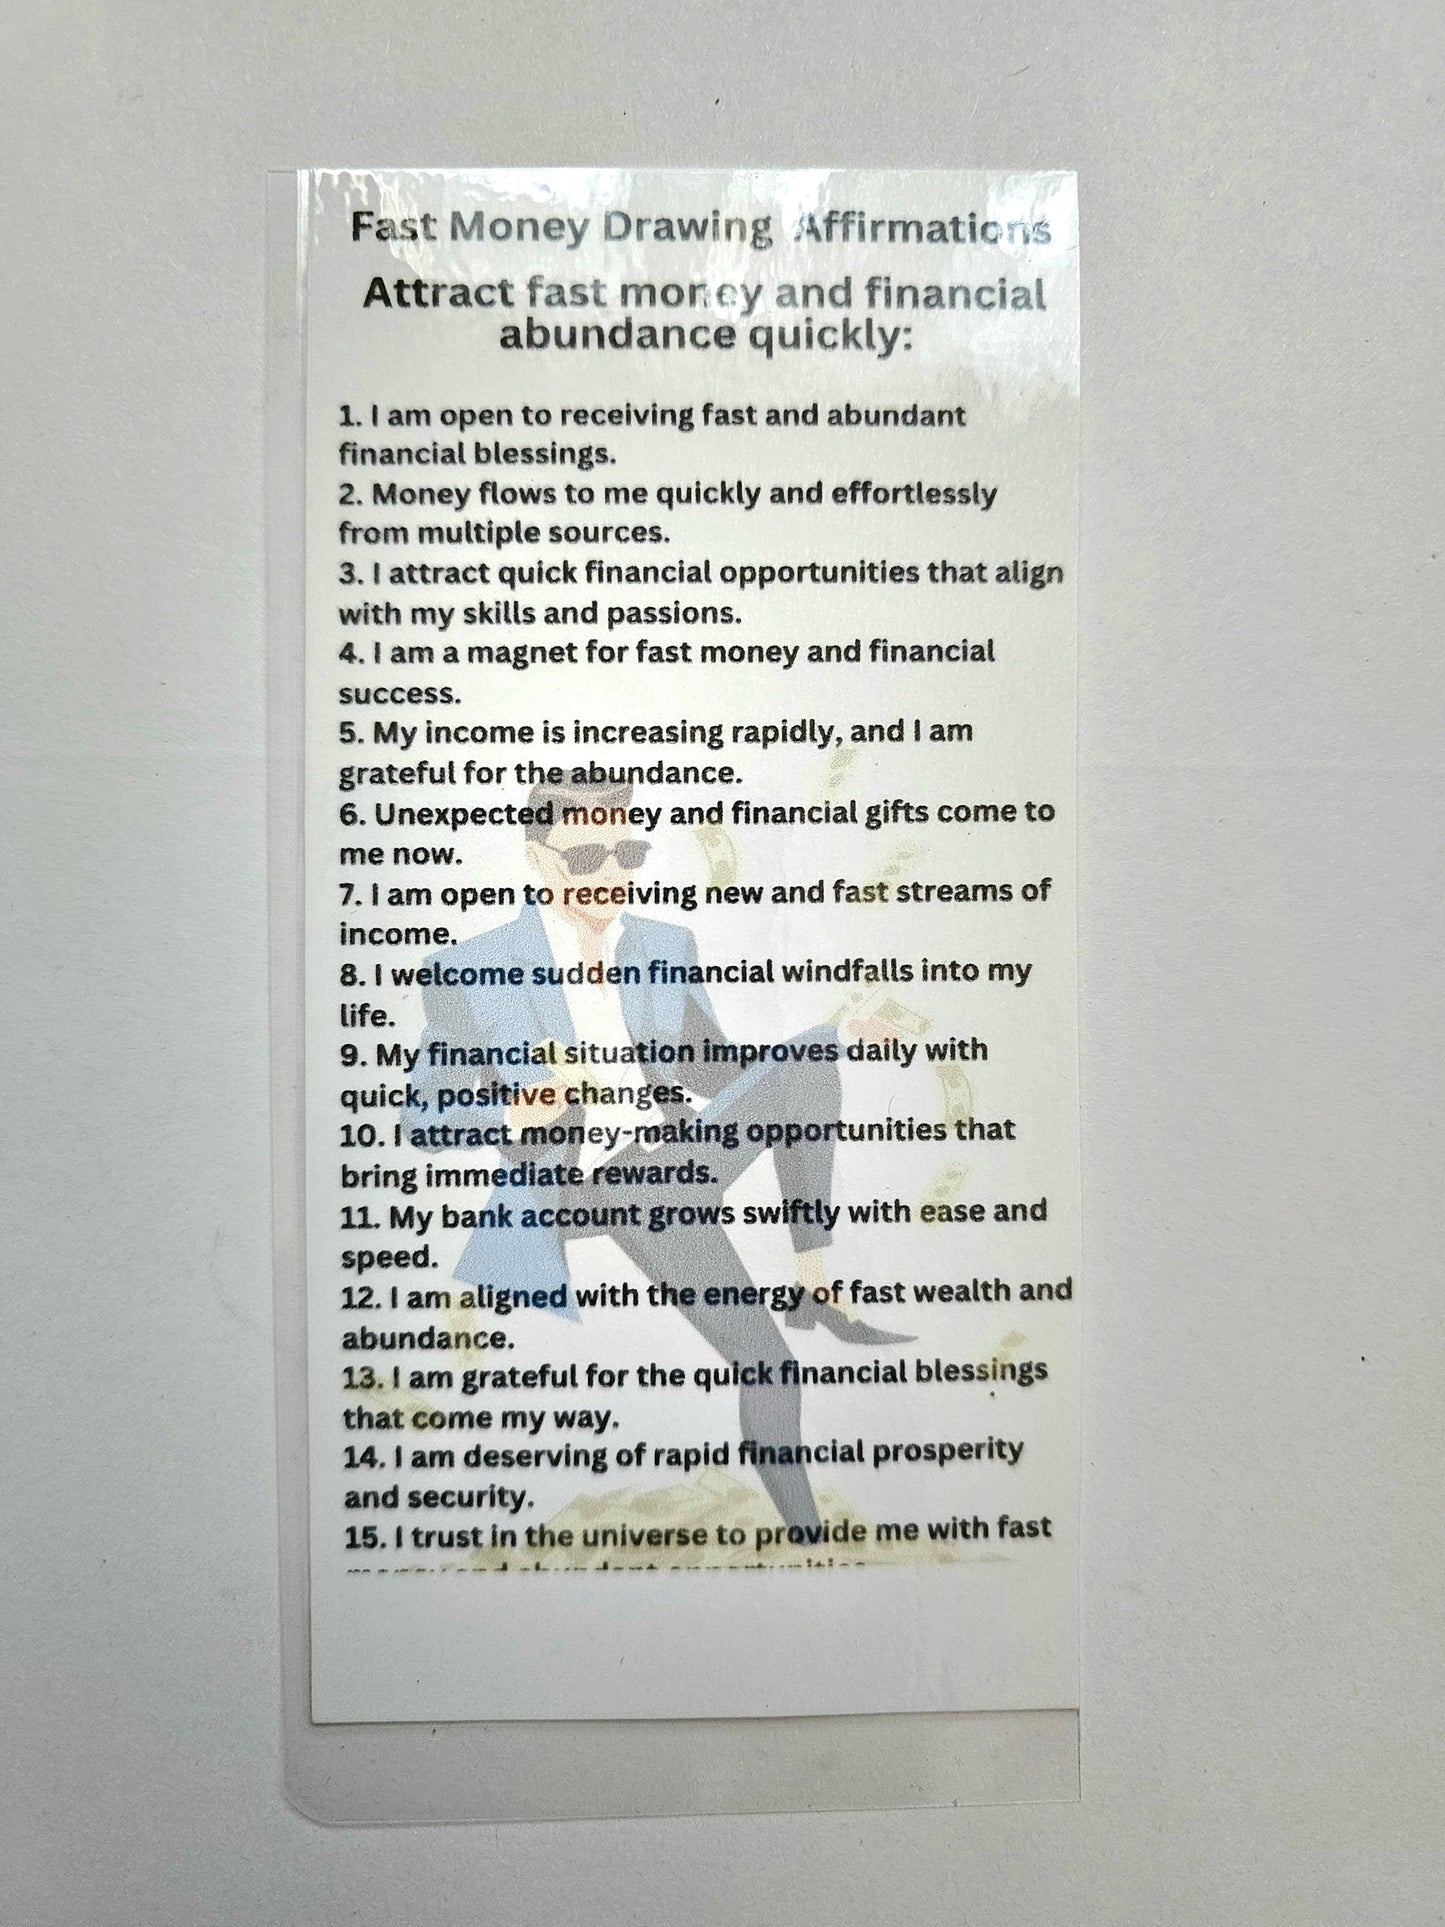 Fast Money Drawing Affirmations
Attract fast money and financial
abundance quickly:
1. I am open to receiving fast and abundant
financial blessings.
2. Money flows to me quickly and effortlessly
from multiple sources.
3. I attract quick financial opportunities that align
with my skills and passions.
4. I am a magnet for fast money and financial
success.
5. My income is increasing rapidly, and I am
grateful for the abundance.
6. Unexpected money and financial gifts come to
me now.
7. I am open to receiving new and fast streams of
income.
8. I welcome sudden financial windfalls into my
life.
9. My financial situation improves daily with
quick, positive changes.
10. I attract money-making opportunities that
bring immediate rewards.
11. My bank account grows swiftly with ease and
speed.
12. I am aligned with the energy of fast wealth and
abundance.
13. I am grateful for the quick financial blessings
that come my way.
14. I am deserving of rapid financial prosperity
and security.
15. I trust in the universe to provide me with fast